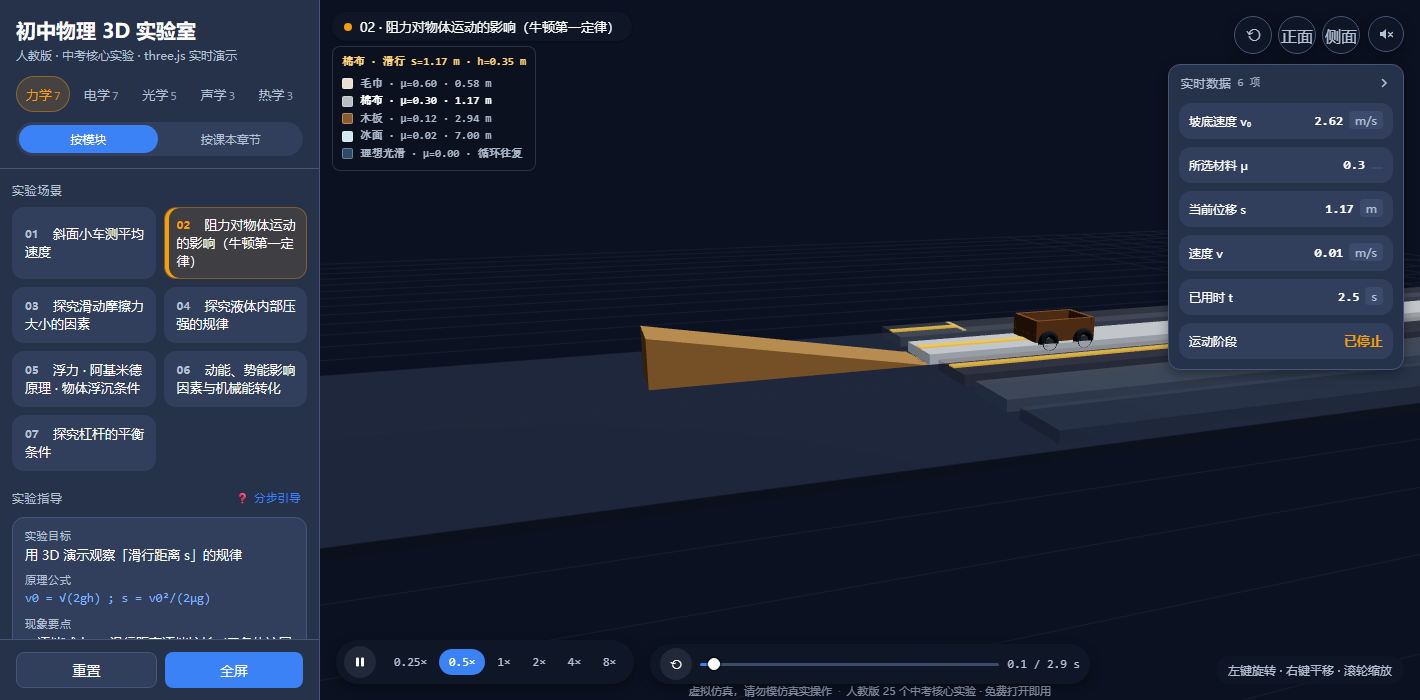 初中物理 3D 实验室
人教版 · 中考核心实验 · three.js 实时演示
力学 7
电学 7
光学 5
声学 3
热学 3
按模块
按课本章节
实验场景
01 斜面小车测平均速度
02 阻力对物体运动的影响（牛顿第一定律）
03 探究滑动摩擦力大小的因素
04 探究液体内部压强的规律
05 浮力 · 阿基米德原理 · 物体浮沉条件
06 动能、势能影响因素与机械能转化
07 探究杠杆的平衡条件
实验指导
❓ 分步引导
实验目标
用 3D 演示观察「滑行距离 s」的规律
原理公式
v0 = √(2gh) ; s = v0²/(2μg)
现象要点
重置
全屏
02 · 阻力对物体运动的影响（牛顿第一定律）
棉布 · 滑行 s=1.17 m · h=0.35 m
毛巾 · μ=0.60 · 0.58 m
棉布 · μ=0.30 · 1.17 m
木板 · μ=0.12 · 2.94 m
冰面 · μ=0.02 · 7.00 m
理想光滑 · μ=0.00 · 循环往复
正面
侧面
实时数据 6 项
坡底速度 v₀ 2.62 m/s
所选材料 μ 0.3
当前位移 s 1.17 m
速度 v 0.01 m/s
已用时 t 2.5 s
运动阶段 已停止
0.25×
0.5×
1×
2×
4×
8×
0.1 / 2.9 s
虚拟仿真，请勿模仿真实操作 · 人教版 25 个中考核心实验 · 免费打开即用
左键旋转 · 右键平移 · 滚轮缩放